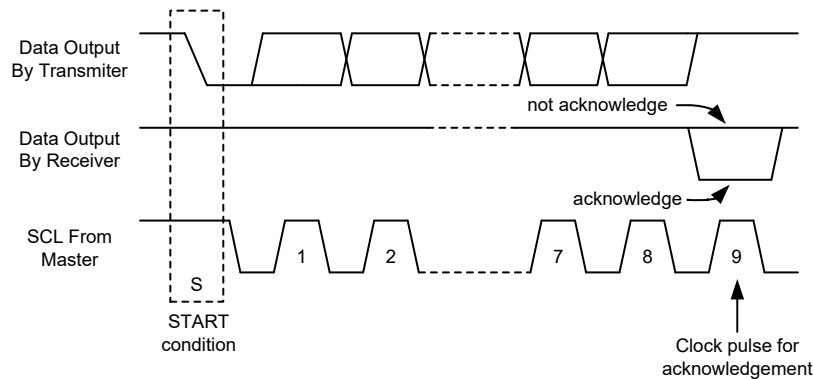 Data Output
By Transmiter
not acknowledge
Data Output
By Receiver
acknowledge
SCL From
Master
1
2
7
8
9
S
START
condition
Clock pulse for
acknowledgement